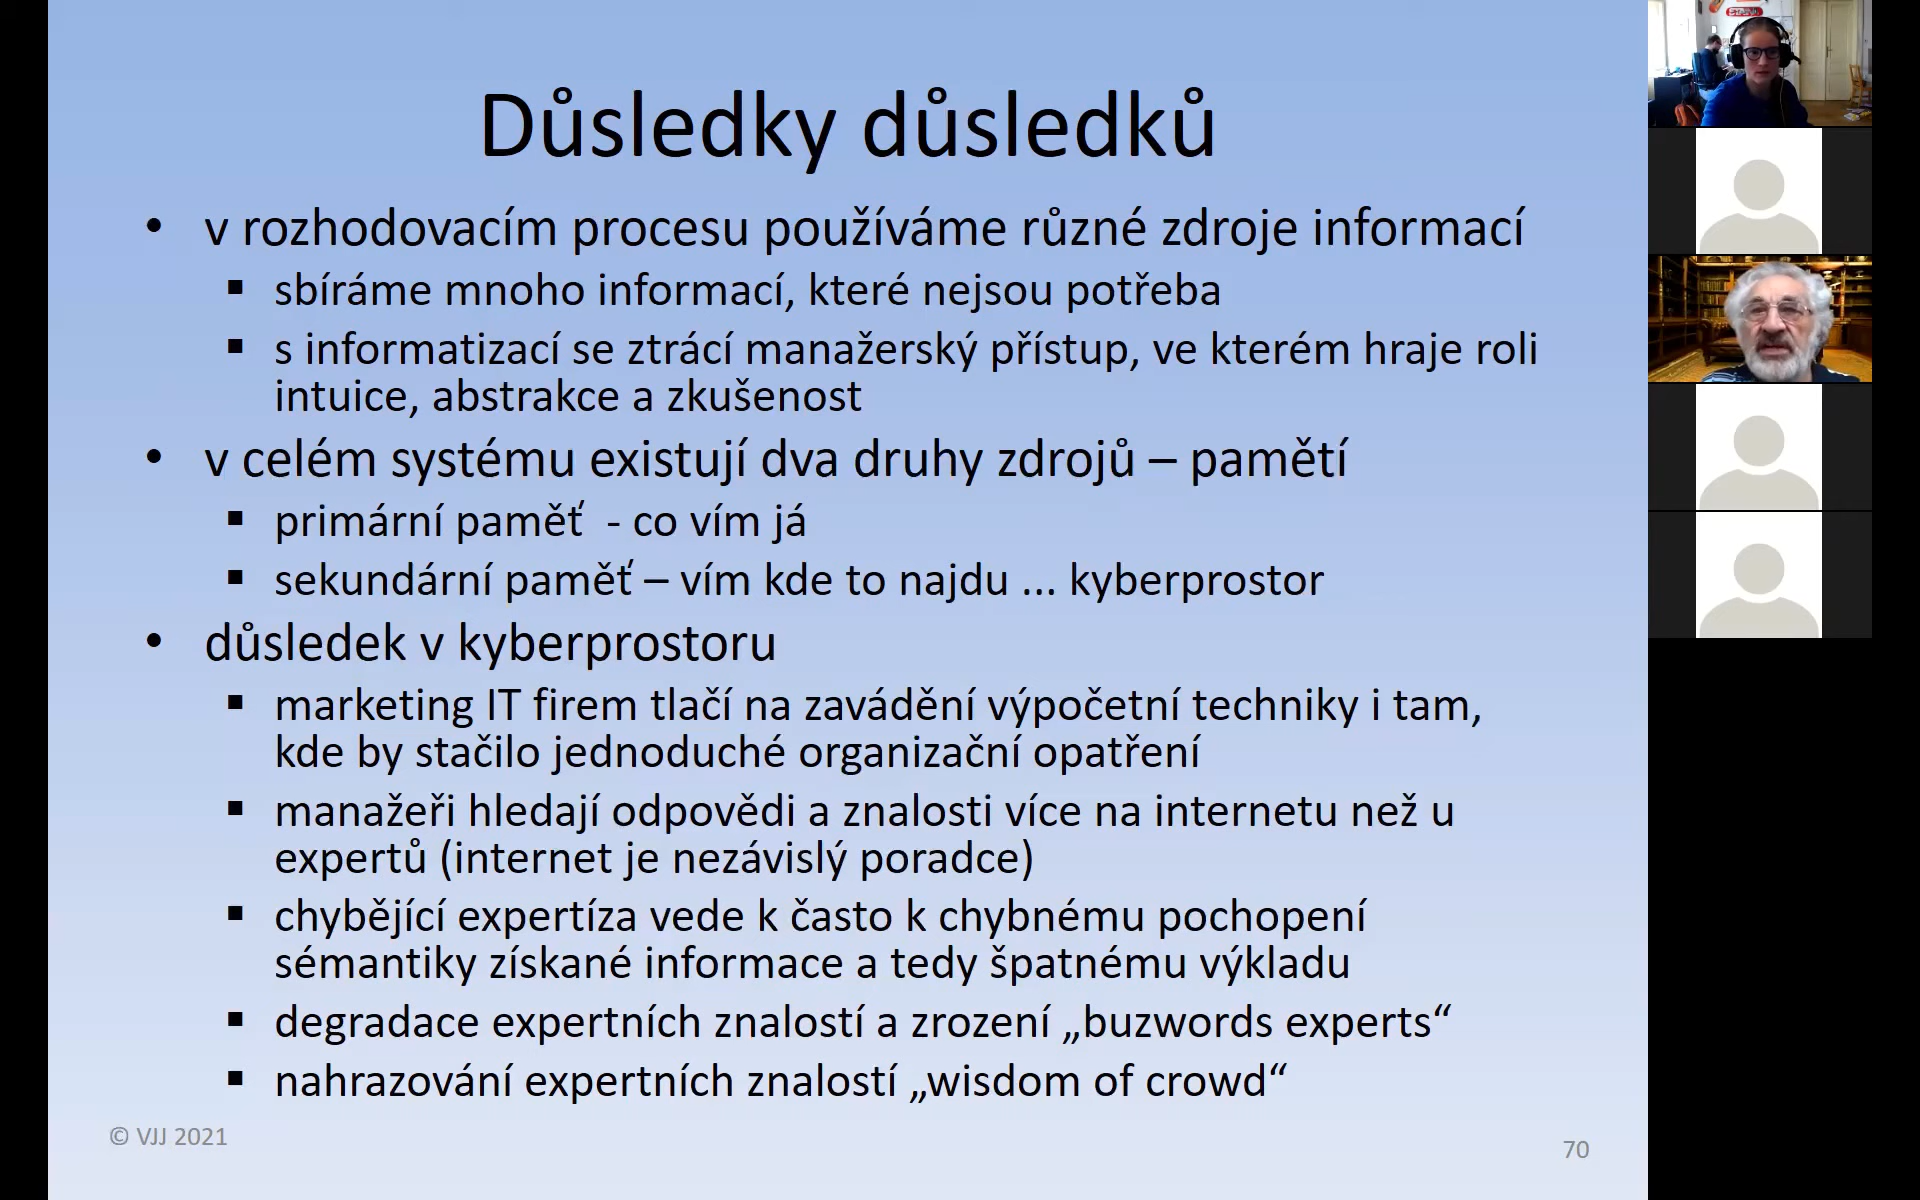 Důsledky důsledků
• v rozhodovacím procesu používáme různé zdroje informací
▪ sbíráme mnoho informací, které nejsou potřeba
▪ s informatizací se ztrácí manažerský přístup, ve kterém hraje roli
intuice, abstrakce a zkušenost
• v celém systému existují dva druhy zdrojů – pamětí
▪ primární paměť  - co vím já
▪ sekundární paměť – vím kde to najdu ... kyberprostor
• důsledek v kyberprostoru
▪ marketing IT firem tlačí na zavádění výpočetní techniky i tam,
kde by stačilo jednoduché organizační opatření
▪ manažeři hledají odpovědi a znalosti více na internetu než u
expertů (internet je nezávislý poradce)
▪ chybějící expertíza vede k často k chybnému pochopení
sémantiky získané informace a tedy špatnému výkladu
▪ degradace expertních znalostí a zrození „buzwords experts“
▪ nahrazování expertních znalostí „wisdom of crowd“
© VJJ 2021
70